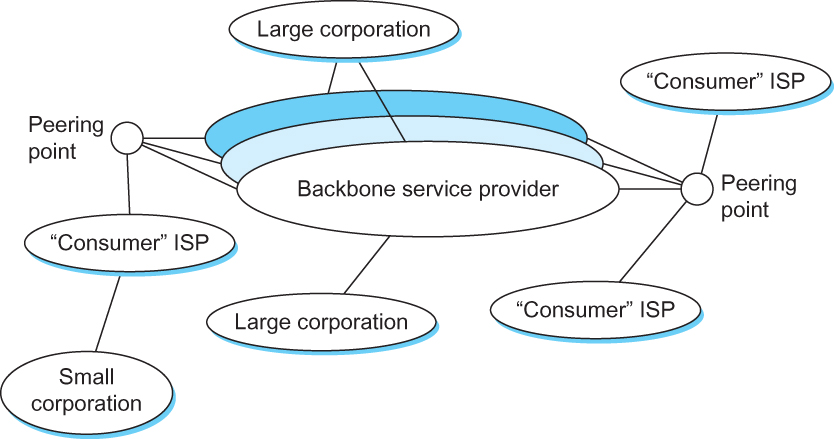 Large corporation
“Consumer” ISP
Peering
point
Backbone service provider
Peering
point
“Consumer” ISP
Large corporation
“Consumer” ISP
Small
corporation